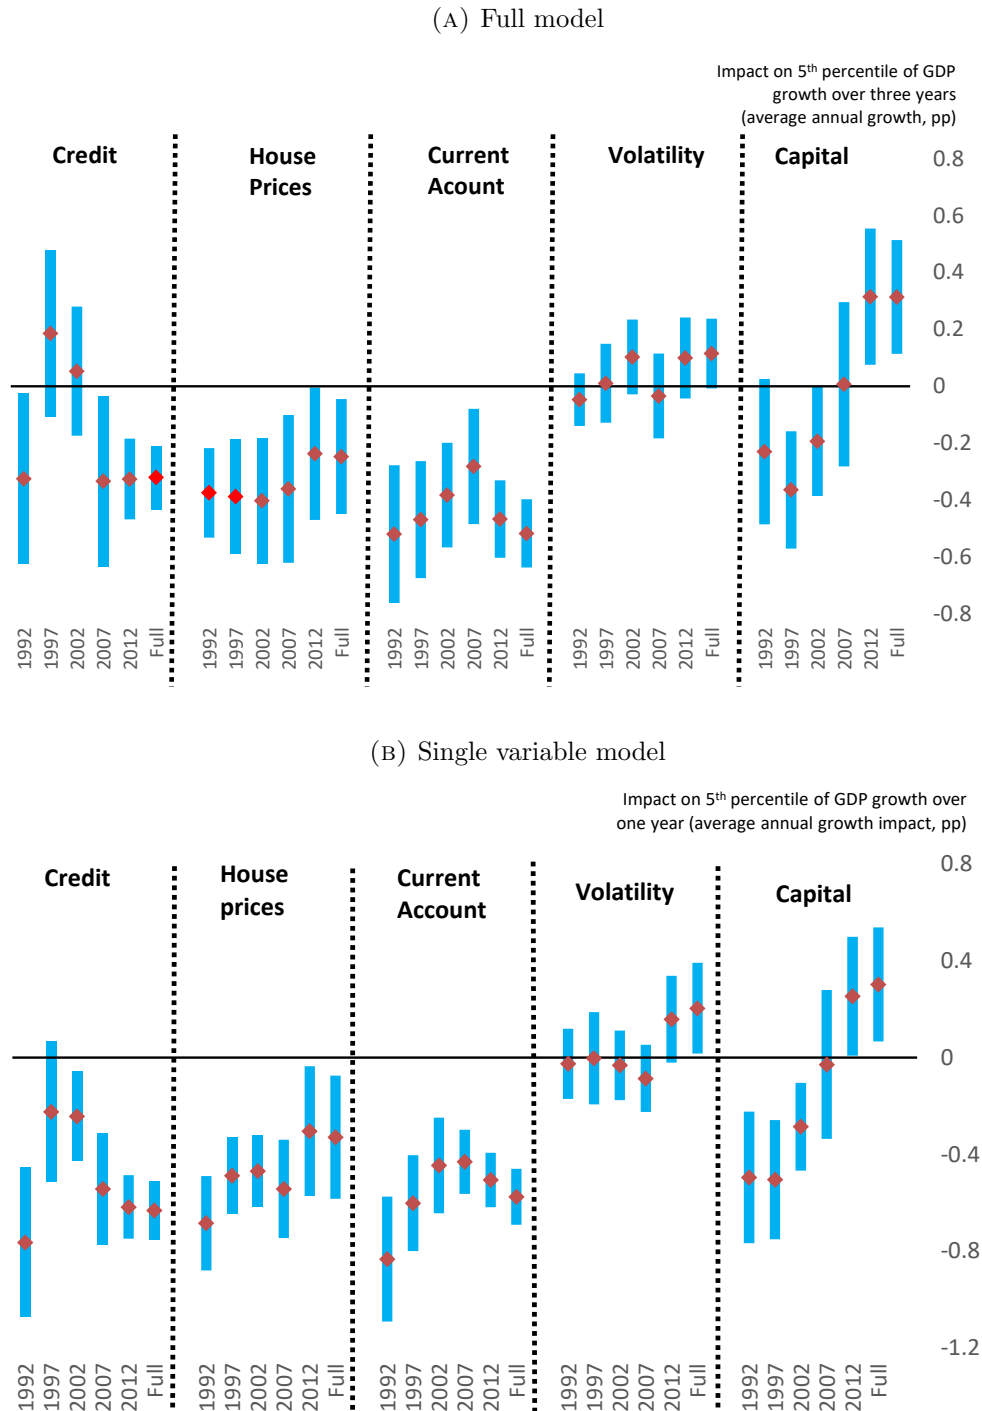 (A) Full model
Impact on 5th percentile of GDP
growth over three years
(average annual growth, pp)
Credit
House
Prices
Current
Acount
Volatility
Capital
0.8
0.6
0.4
0.2
0
-0.2
-0.4
-0.6
-0.8
1992 1997 2002 2007 2012 Full
1992 1997 2002 2007 2012 Full
1992 1997 2002 2007 2012 Full
1992 1997 2002 2007 2012 Full
1992 1997 2002 2007 2012 Full
(B) Single variable model
Impact on 5th percentile of GDP growth over
one year (average annual growth impact, pp)
Credit
House
prices
Current
Account
Volatility
Capital
0.8
0.4
0
-0.4
-0.8
-1.2
1992 1997 2002 2007 2012 Full
1992 1997 2002 2007 2012 Full
1992 1997 2002 2007 2012 Full
1992 1997 2002 2007 2012 Full
1992 1997 2002 2007 2012 Full